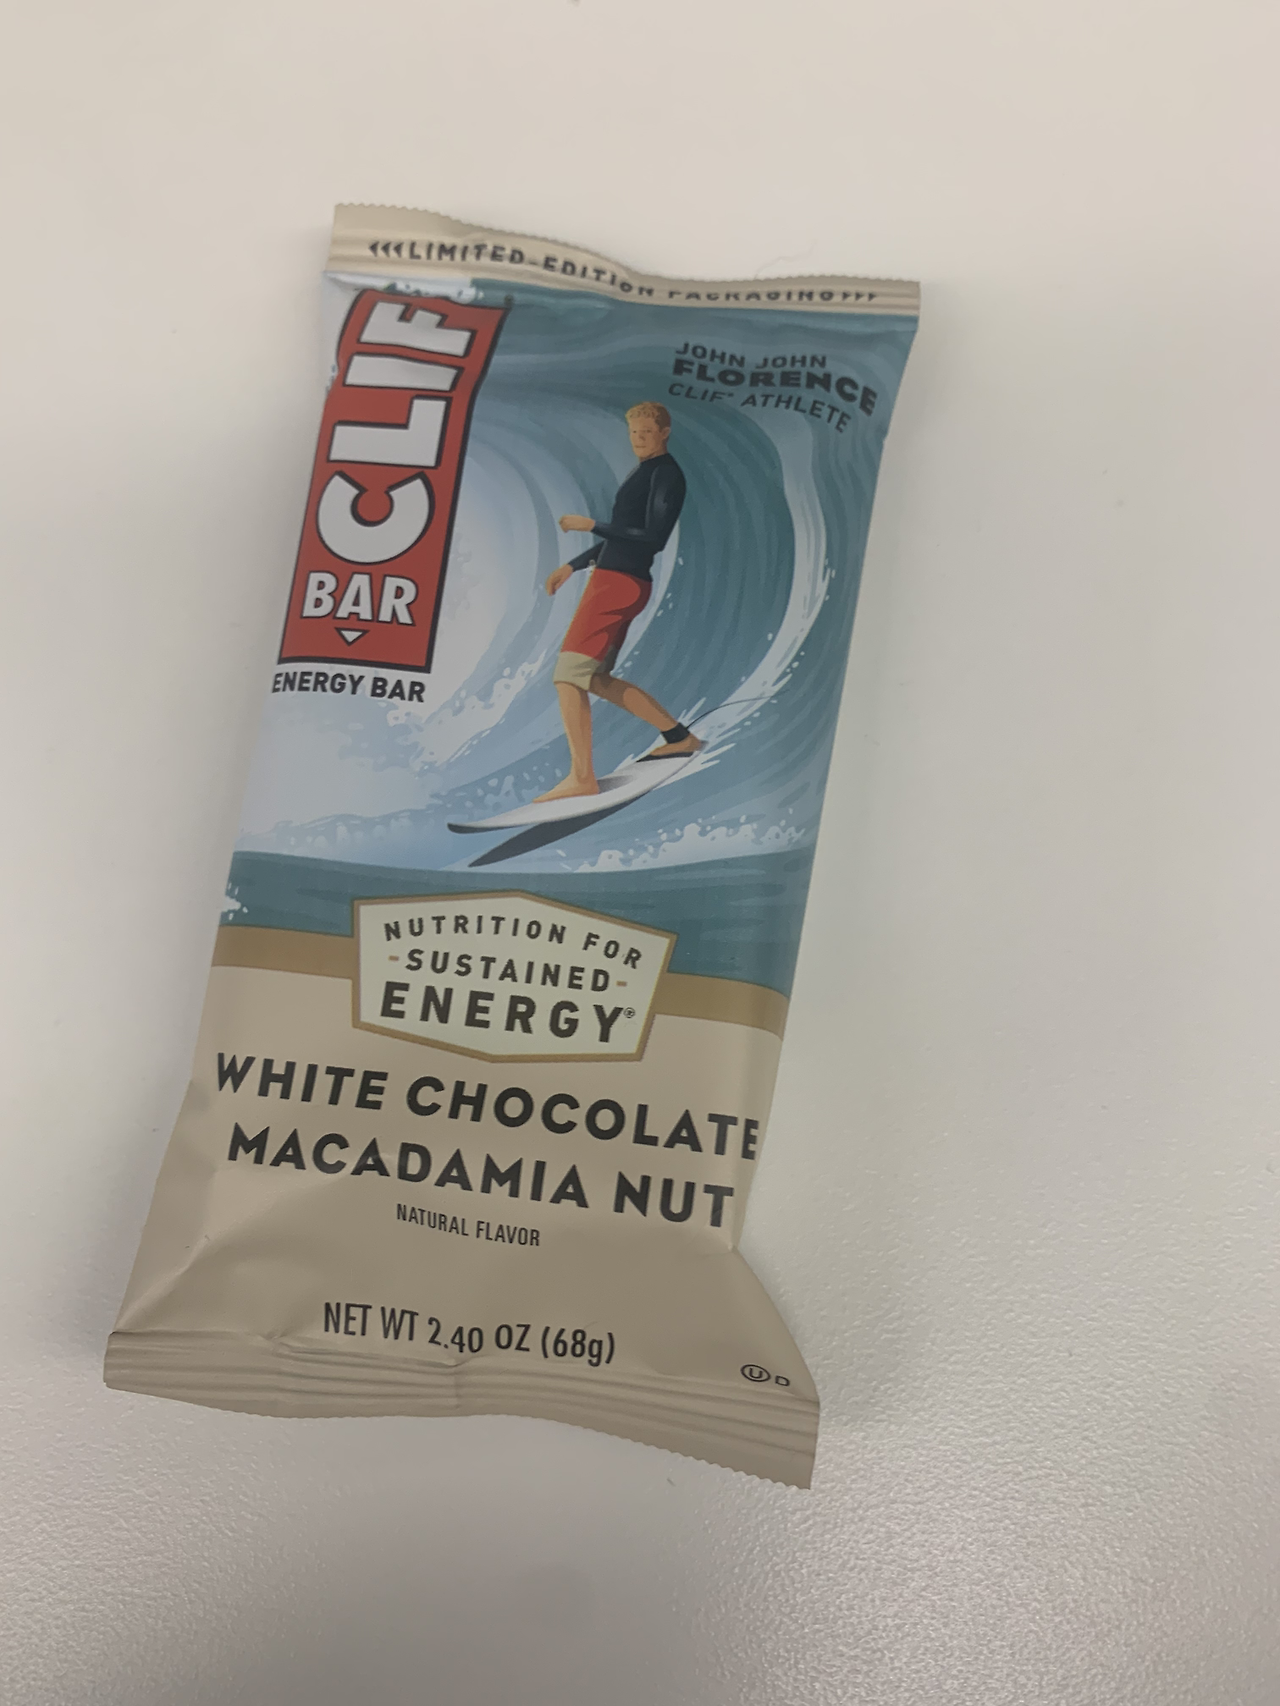 <<<LIMITED-EDITION PACKAGING>>>
CLIF
BAR
ENERGY BAR
JOHN JOHN
FLORENCE
CLIF® ATHLETE
NUTRITION FOR
-SUSTAINED-
ENERGY®
WHITE CHOCOLATE
MACADAMIA NUT
NATURAL FLAVOR
NET WT 2.40 OZ (68g)
U D